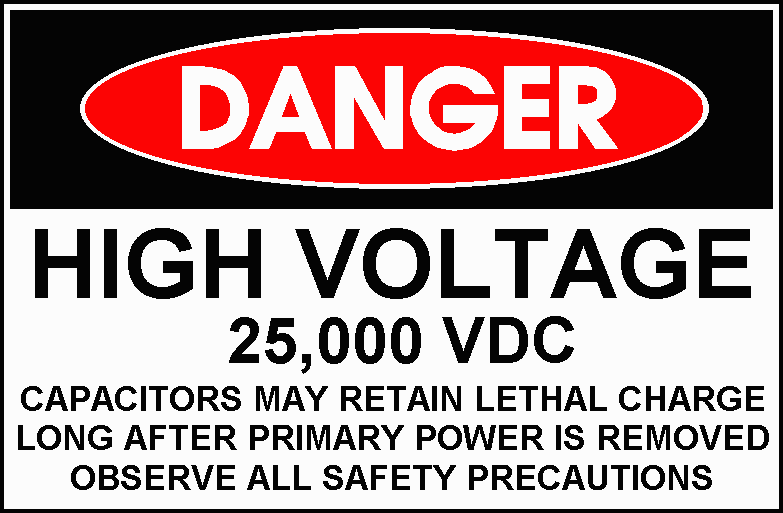 DANGER
HIGH VOLTAGE
25,000 VDC
CAPACITORS MAY RETAIN LETHAL CHARGE
LONG AFTER PRIMARY POWER IS REMOVED
OBSERVE ALL SAFETY PRECAUTIONS